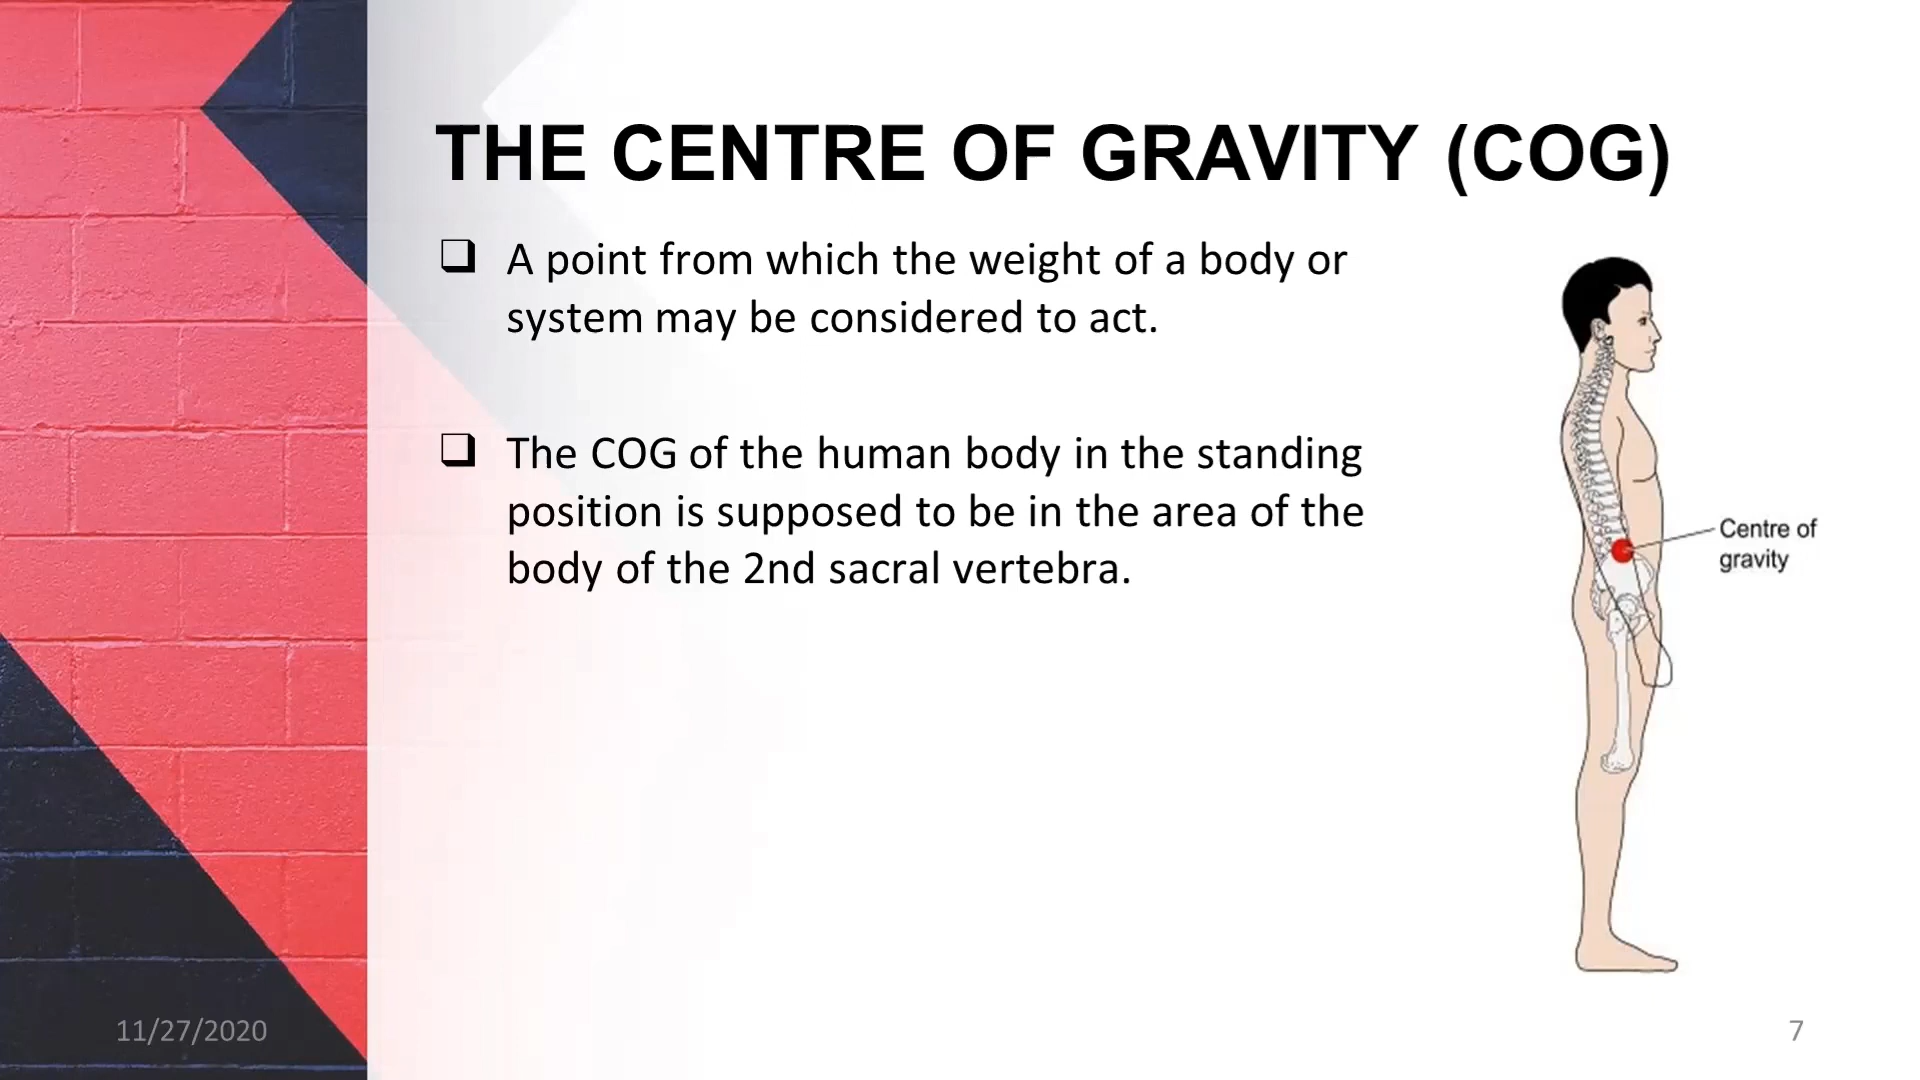 THE CENTRE OF GRAVITY (COG)
❑ A point from which the weight of a body or
system may be considered to act.
❑ The COG of the human body in the standing
position is supposed to be in the area of the
body of the 2nd sacral vertebra.
Centre of
gravity
11/27/2020
7